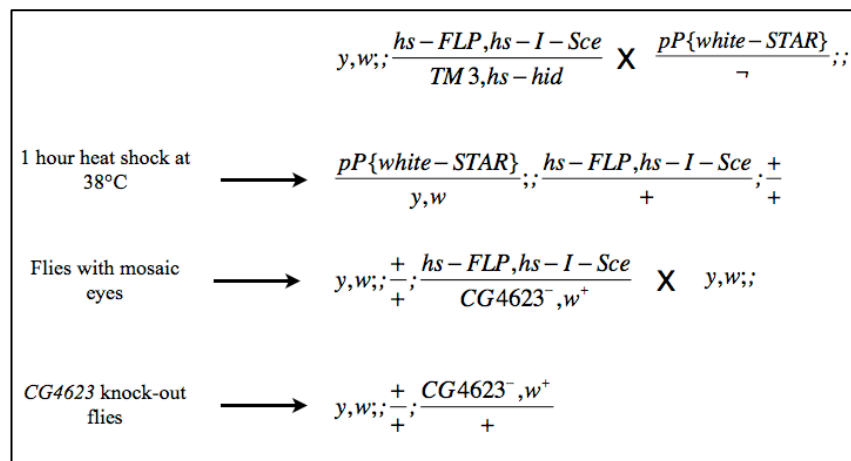 y,w;; hs-FLP,hs-I-Sce / TM3,hs-hid X pP{white-STAR} / ¬ ;;
1 hour heat shock at
38°C
pP{white-STAR} / y,w ;; hs-FLP,hs-I-Sce / + ; + / +
Flies with mosaic
eyes
y,w;; + / + ; hs-FLP,hs-I-Sce / CG4623⁻,w⁺ X y,w;;
CG4623 knock-out
flies
y,w;; + / + ; CG4623⁻,w⁺ / +